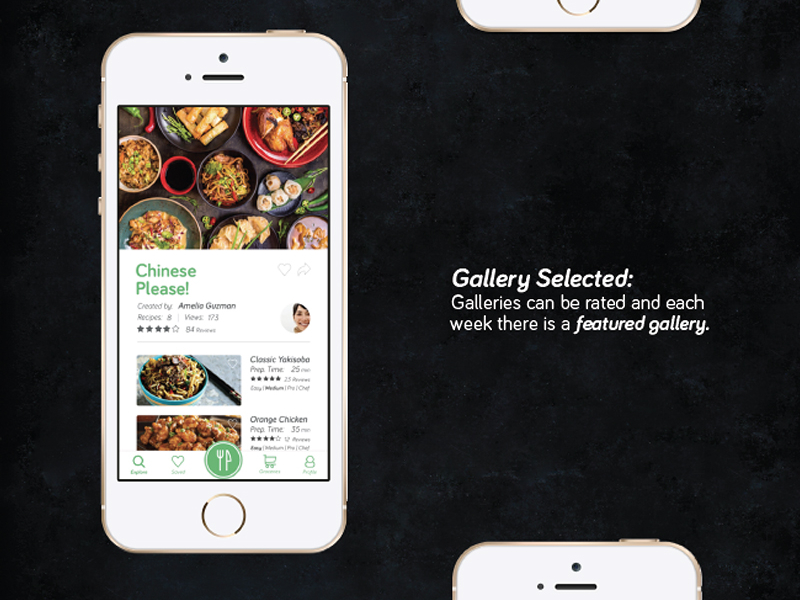 Chinese
Please!
Created by: Amelia Guzman
Recipes: 8 | Views: 173
84 Reviews
Classic Yakisoba
Prep. Time: 25 min
23 Reviews
Easy | Medium | Pro | Chef
Orange Chicken
Prep. Time: 35 min
12 Reviews
Easy | Medium | Pro | Chef
Explore
Saved
Groceries
Profile
Gallery Selected:
Galleries can be rated and each
week there is a featured gallery.